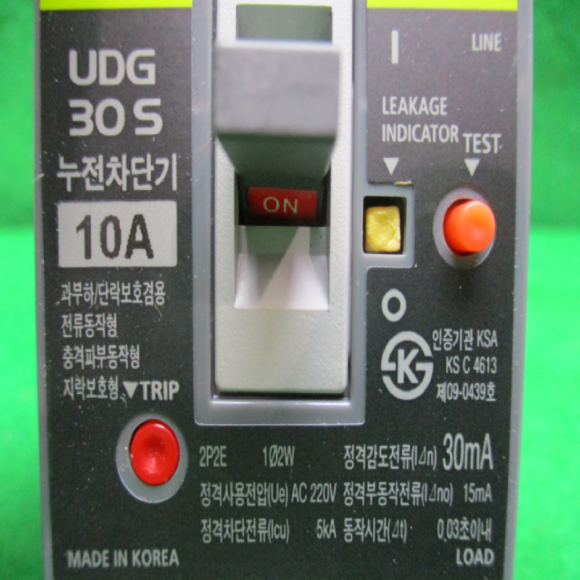 UDG
30 S
누전차단기
10A
과부하/단락보호겸용
전류동작형
충격파부동작형
지락보호형 ▼TRIP
I LINE
LEAKAGE
INDICATOR TEST
▼ ▼
ON
O
인증기관 KSA
KS C 4613
제09-0439호
2P2E 1Ø2W 정격감도전류(I⊿n) 30mA
정격사용전압(Ue) AC 220V 정격부동작전류(I⊿no) 15mA
정격차단전류(Icu) 5kA 동작시간(⊿t) 0.03초이내
MADE IN KOREA LOAD